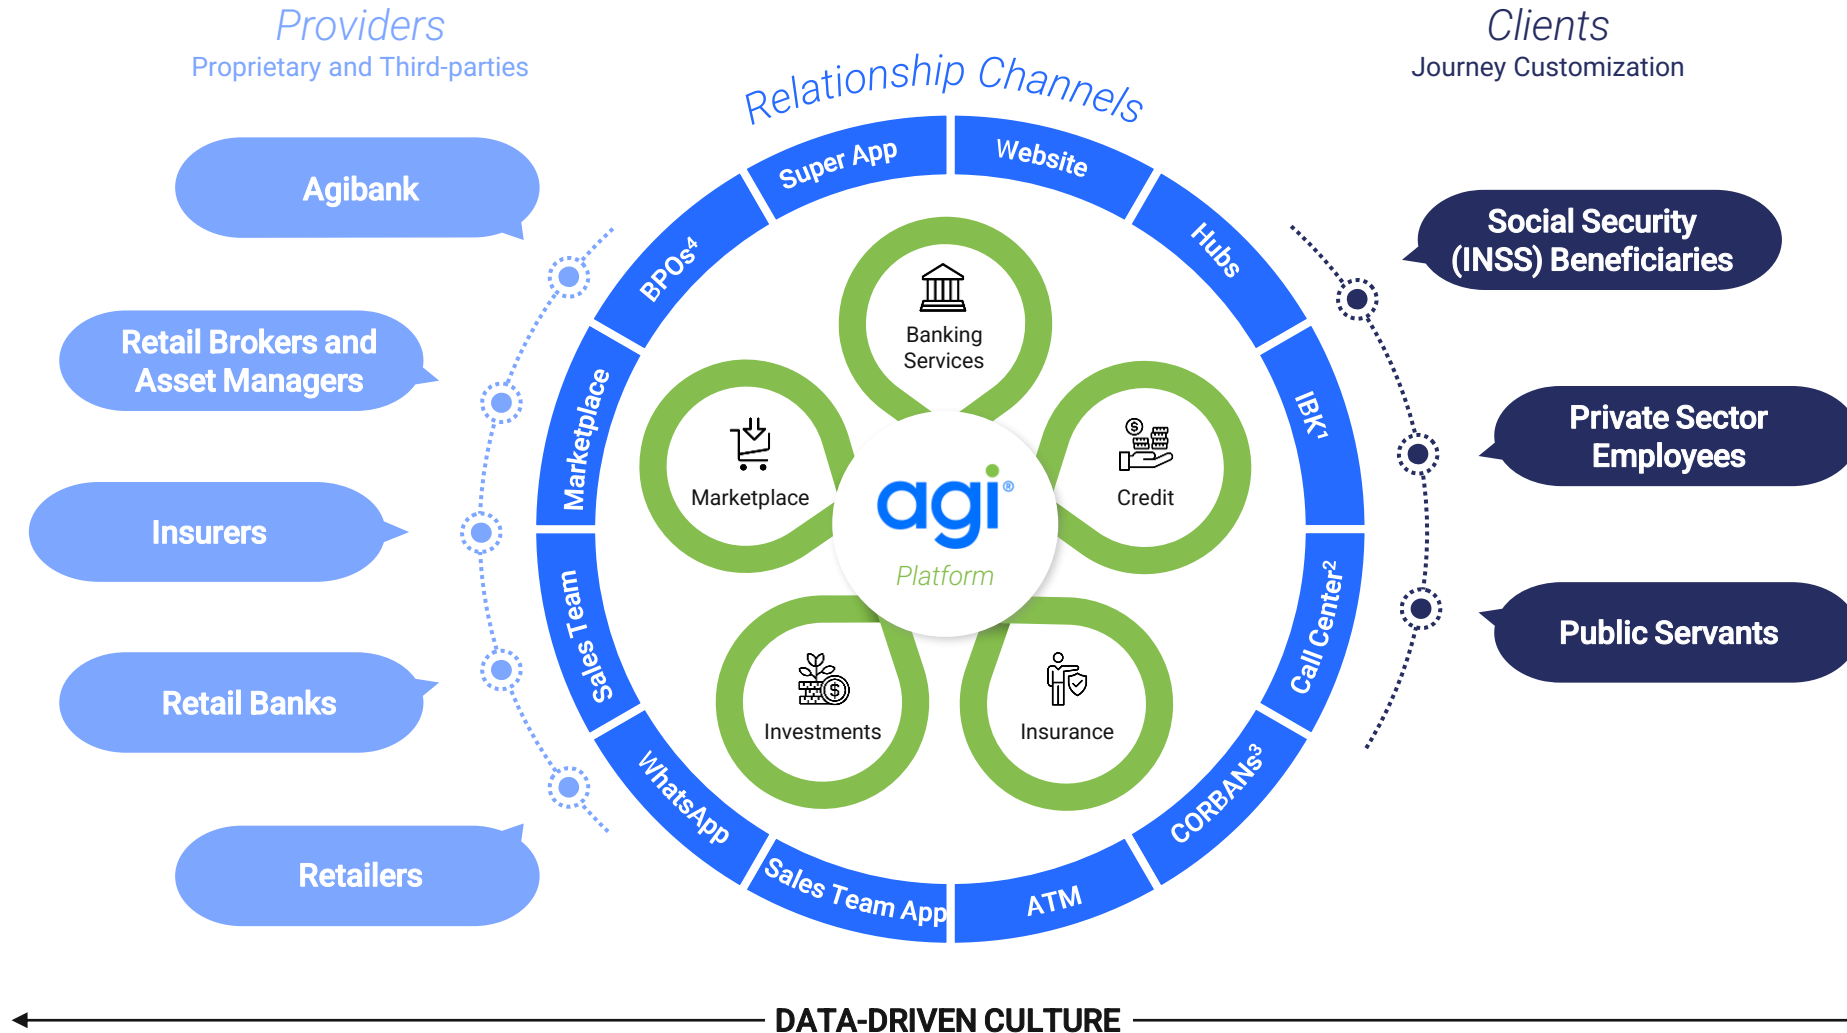 Providers
Proprietary and Third-parties
Agibank
Retail Brokers and
Asset Managers
Insurers
Retail Banks
Retailers
Relationship Channels
Super App
Website
Hubs
IBK¹
Call Center²
CORBANs³
ATM
Sales Team App
WhatsApp
Sales Team
Marketplace
BPOs⁴
Banking
Services
Credit
Insurance
Investments
Marketplace
agi®
Platform
Clients
Journey Customization
Social Security
(INSS) Beneficiaries
Private Sector
Employees
Public Servants
DATA-DRIVEN CULTURE